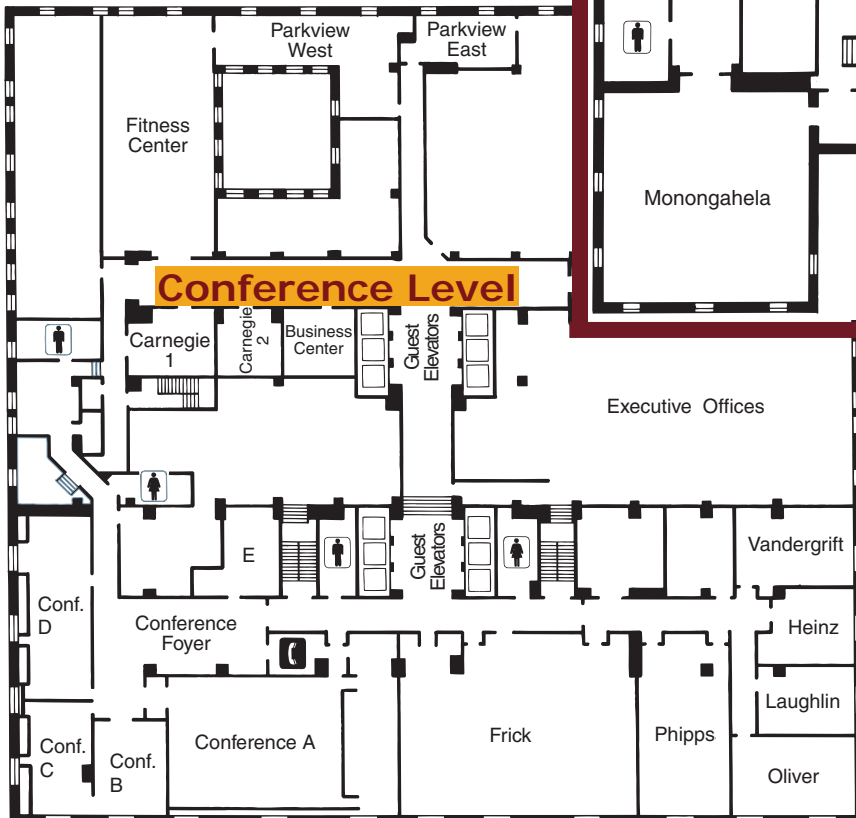 Parkview
West
Parkview
East
Fitness
Center
Monongahela
Conference Level
Carnegie
1
Carnegie
2
Business
Center
Guest
Elevators
Executive Offices
E
Guest
Elevators
Vandergrift
Conf.
D
Conference
Foyer
Heinz
Laughlin
Conf.
C
Conf.
B
Conference A
Frick
Phipps
Oliver